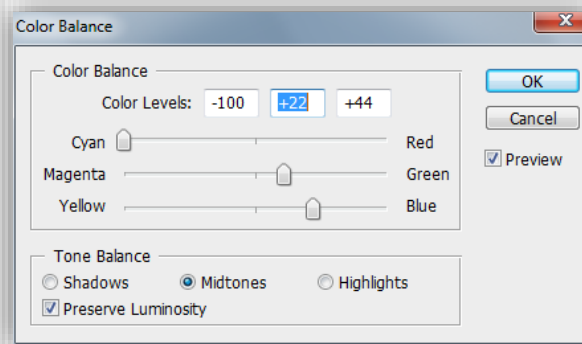 Color Balance
Color Balance
Color Levels: -100 +22 +44
Cyan Red
Magenta Green
Yellow Blue
Tone Balance
Shadows Midtones Highlights
Preserve Luminosity
OK
Cancel
Preview